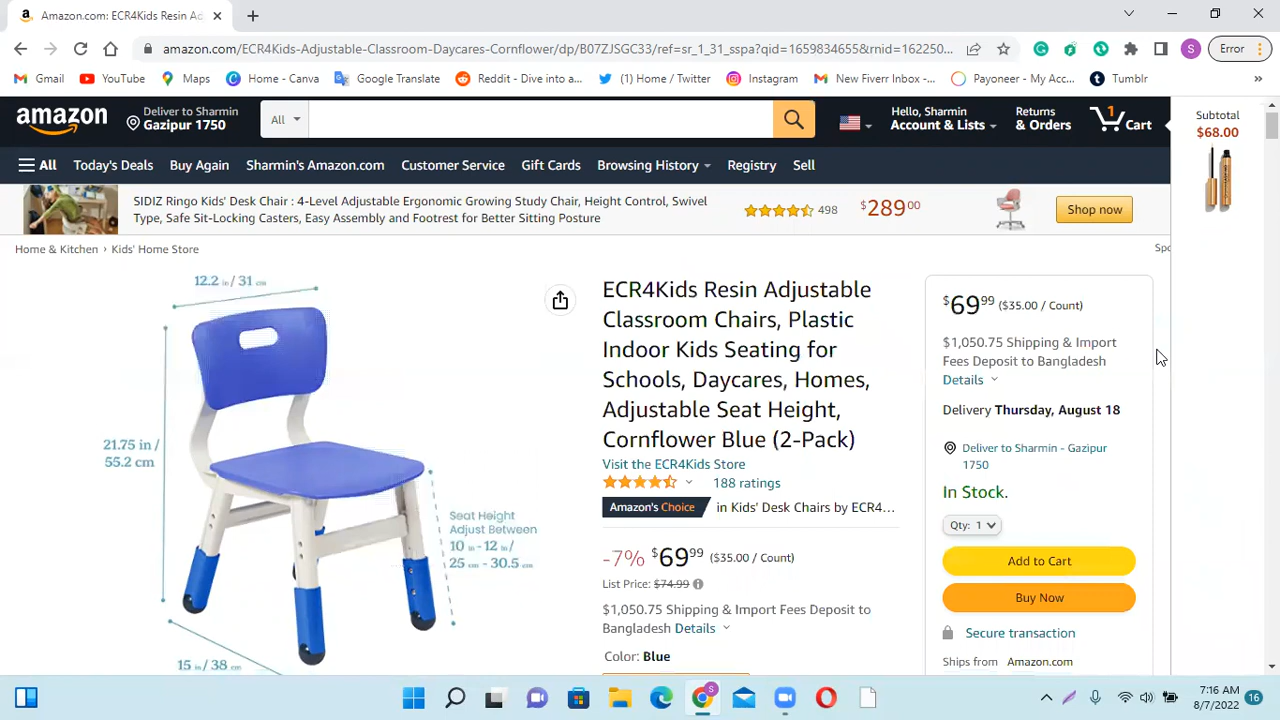 Amazon.com: ECR4Kids Resin Ad
amazon.com/ECR4Kids-Adjustable-Classroom-Daycares-Cornflower/dp/B07ZJSGC33/ref=sr_1_31_sspa?qid=1659834655&rnid=162250...
S
Error
Gmail
YouTube
Maps
Home - Canva
Google Translate
Reddit - Dive into a...
(1) Home / Twitter
Instagram
New Fiverr Inbox -...
Payoneer - My Acc...
Tumblr
amazon
Deliver to Sharmin
Gazipur 1750
All
Hello, Sharmin
Account & Lists
Returns
& Orders
1
Cart
Subtotal
$68.00
All
Today's Deals
Buy Again
Sharmin's Amazon.com
Customer Service
Gift Cards
Browsing History
Registry
Sell
SIDIZ Ringo Kids' Desk Chair : 4-Level Adjustable Ergonomic Growing Study Chair, Height Control, Swivel
Type, Safe Sit-Locking Casters, Easy Assembly and Footrest for Better Sitting Posture
498
$289.00
Shop now
Home & Kitchen › Kids' Home Store
Spo
12.2 in / 31 cm
21.75 in /
55.2 cm
Seat Height
Adjust Between
10 in - 12 in /
25 cm - 30.5 cm
15 in / 38 cm
ECR4Kids Resin Adjustable
Classroom Chairs, Plastic
Indoor Kids Seating for
Schools, Daycares, Homes,
Adjustable Seat Height,
Cornflower Blue (2-Pack)
Visit the ECR4Kids Store
188 ratings
Amazon's Choice in Kids' Desk Chairs by ECR4...
-7% $69.99 ($35.00 / Count)
List Price: $74.99
$1,050.75 Shipping & Import Fees Deposit to
Bangladesh Details
Color: Blue
$69.99 ($35.00 / Count)
$1,050.75 Shipping & Import
Fees Deposit to Bangladesh
Details
Delivery Thursday, August 18
Deliver to Sharmin - Gazipur
1750
In Stock.
Qty: 1
Add to Cart
Buy Now
Secure transaction
Ships from Amazon.com
S
7:16 AM
8/7/2022
16